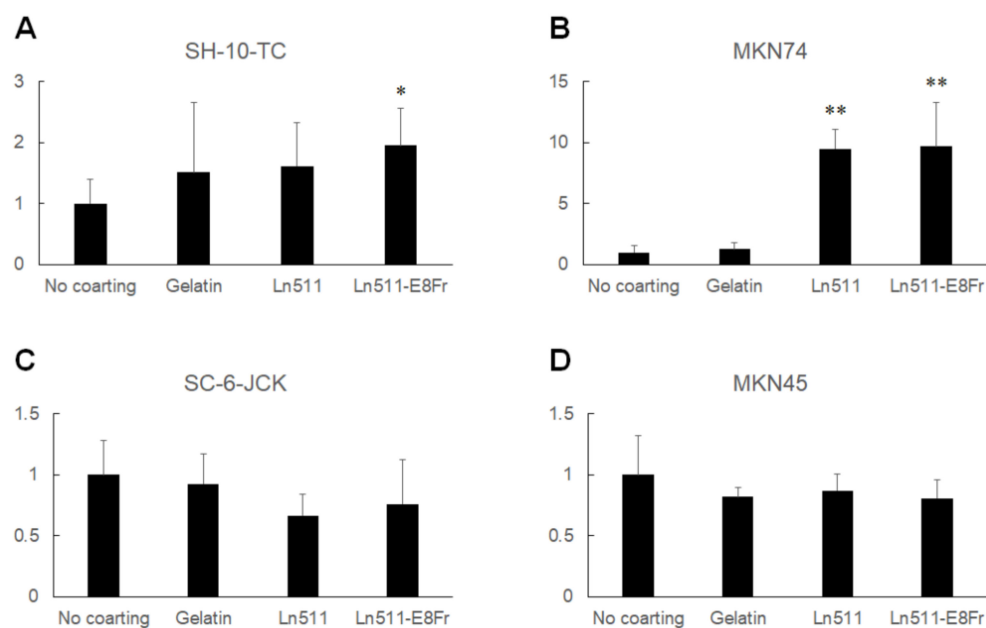 A
SH-10-TC
3
2
1
0
*
No coarting
Gelatin
Ln511
Ln511-E8Fr
B
MKN74
15
10
5
0
**
**
No coarting
Gelatin
Ln511
Ln511-E8Fr
C
SC-6-JCK
1.5
1
0.5
0
No coarting
Gelatin
Ln511
Ln511-E8Fr
D
MKN45
1.5
1
0.5
0
No coarting
Gelatin
Ln511
Ln511-E8Fr